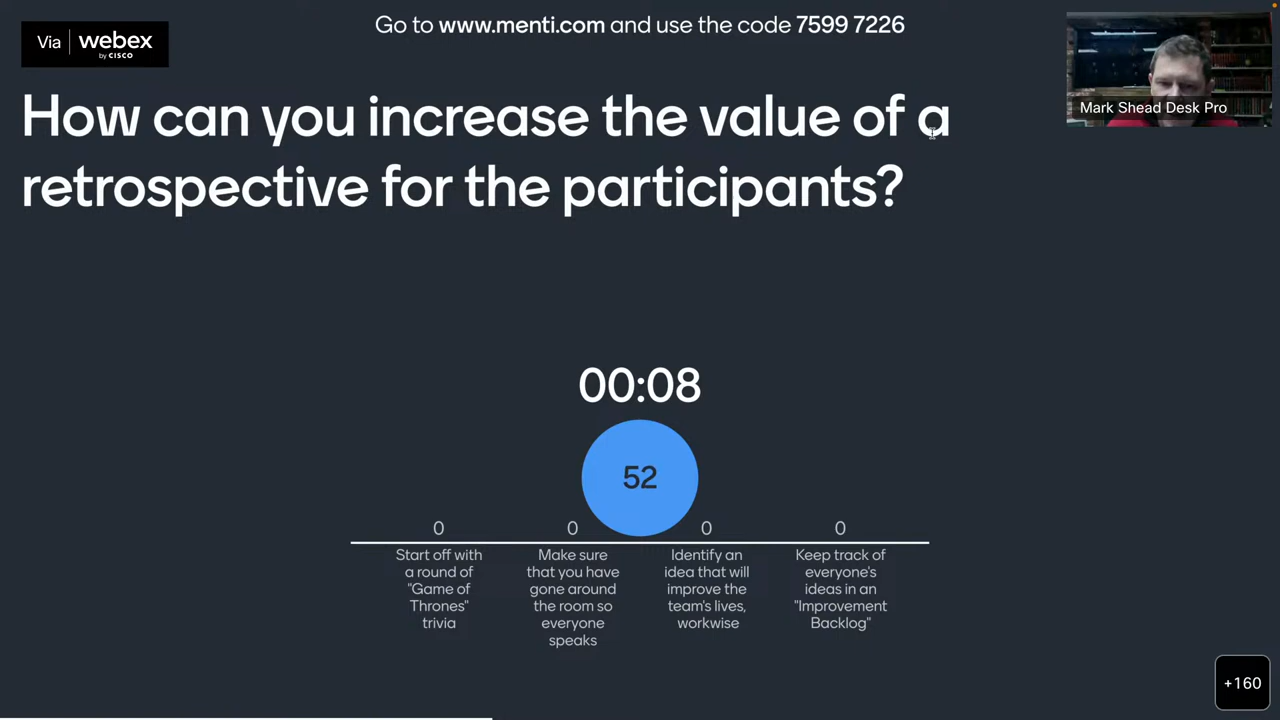 Go to www.menti.com and use the code 7599 7226
Via webex
by CISCO
Mark Shead Desk Pro
How can you increase the value of a
retrospective for the participants?
00:08
52
0 0 0 0
Start off with
a round of
"Game of
Thrones"
trivia
Make sure
that you have
gone around
the room so
everyone
speaks
Identify an
idea that will
improve the
team's lives,
workwise
Keep track of
everyone's
ideas in an
"Improvement
Backlog"
+160